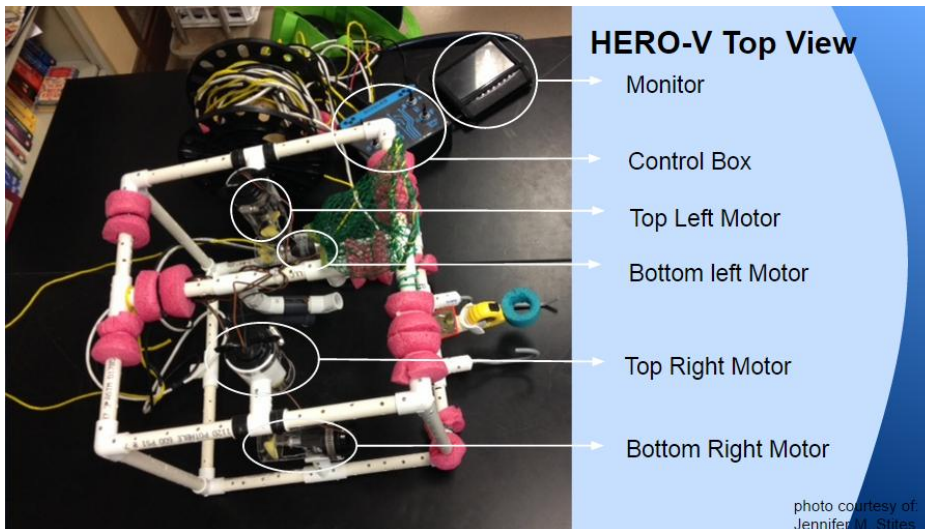 HERO-V Top View
Monitor
Control Box
Top Left Motor
Bottom left Motor
Top Right Motor
Bottom Right Motor
photo courtesy of:
Jennifer M. Stites